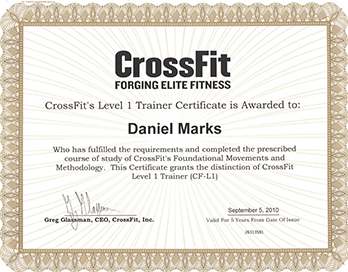 CrossFit
FORGING ELITE FITNESS
CrossFit's Level 1 Trainer Certificate is Awarded to:
Daniel Marks
Who has fulfilled the requirements and completed the prescribed
course of study of CrossFit's Foundational Movements and
Methodology. This Certificate grants the distinction of CrossFit
Level 1 Trainer (CF-L1)
September 5, 2010
Greg Glassman, CEO, CrossFit, Inc.
Valid For 5 Years From Date Of Issue